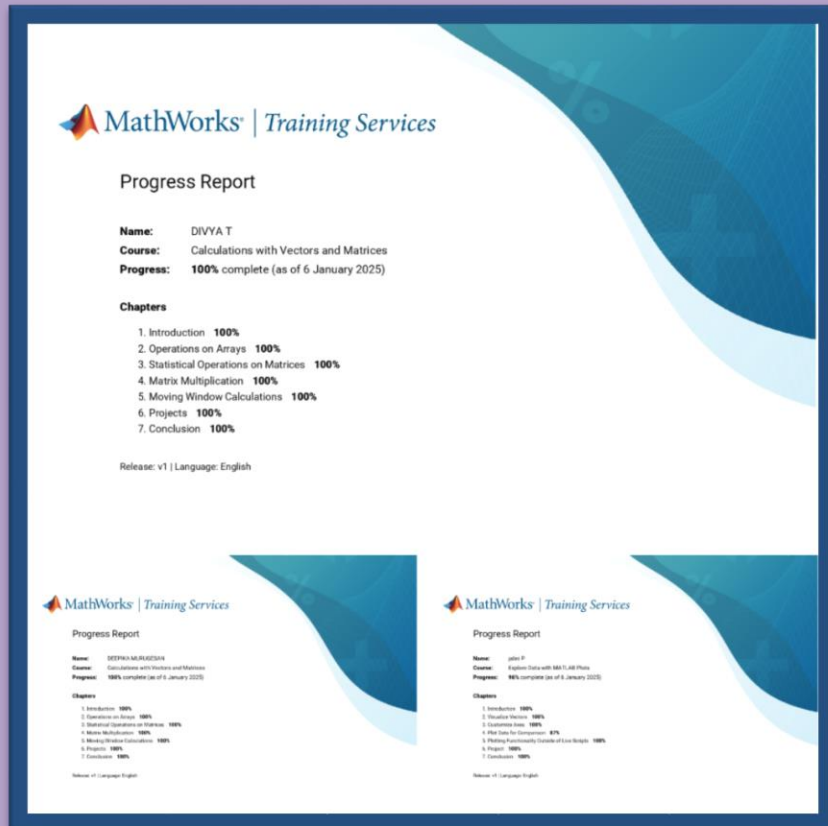 MathWorks® | Training Services
Progress Report
Name: DIVYA T
Course: Calculations with Vectors and Matrices
Progress: 100% complete (as of 6 January 2025)
Chapters
1. Introduction 100%
2. Operations on Arrays 100%
3. Statistical Operations on Matrices 100%
4. Matrix Multiplication 100%
5. Moving Window Calculations 100%
6. Projects 100%
7. Conclusion 100%
Release: v1 | Language: English
MathWorks® | Training Services
Progress Report
Name: DEEPIKA MURUGESAN
Course: Calculations with Vectors and Matrices
Progress: 100% complete (as of 6 January 2025)
Chapters
1. Introduction 100%
2. Operations on Arrays 100%
3. Statistical Operations on Matrices 100%
4. Matrix Multiplication 100%
5. Moving Window Calculations 100%
6. Projects 100%
7. Conclusion 100%
Release: v1 | Language: English
MathWorks® | Training Services
Progress Report
Name: P
Course: Explore Data with MATLAB Plots
Progress: 96% complete (as of 6 January 2025)
Chapters
1. Introduction 100%
2. Visualize Vectors 100%
3. Customize Axes 100%
4. Plot Data for Comparison 87%
5. Plotting Functionality Outside of Live Scripts 100%
6. Project 100%
7. Conclusion 100%
Release: v1 | Language: English